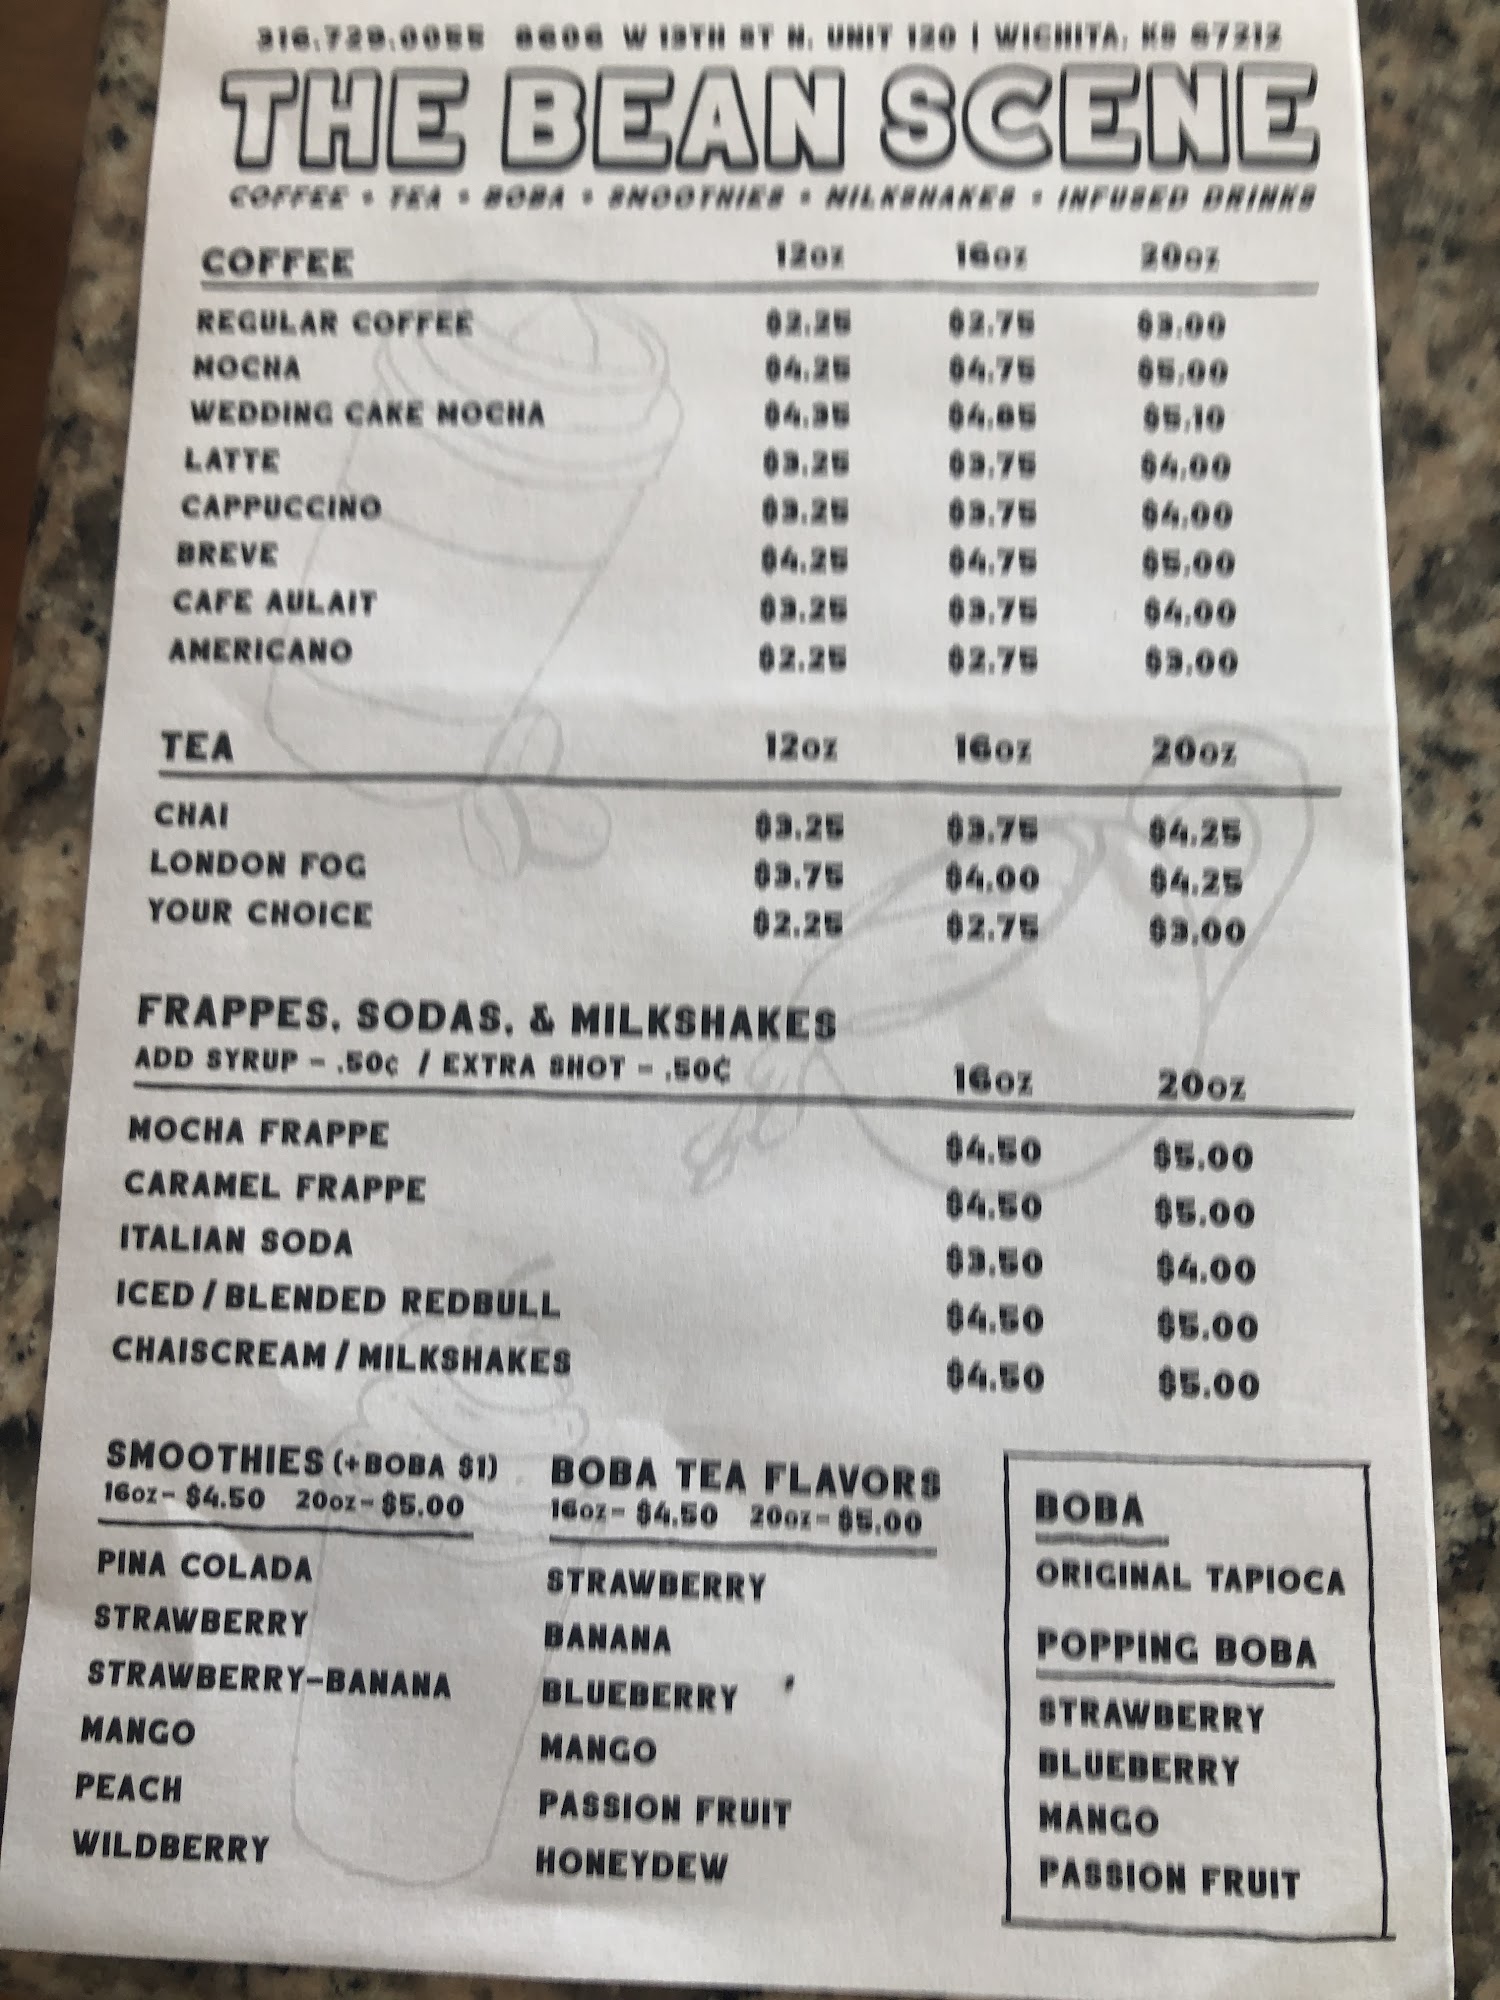 316.729.0055 8606 W 13TH ST N, UNIT 120 | WICHITA, KS 67212
THE BEAN SCENE
COFFEE • TEA • BOBA • SMOOTHIES • MILKSHAKES • INFUSED DRINKS
COFFEE 12oz 16oz 20oz
REGULAR COFFEE $2.25 $2.75 $3.00
MOCHA $4.25 $4.75 $5.00
WEDDING CAKE MOCHA $4.35 $4.85 $5.10
LATTE $3.25 $3.75 $4.00
CAPPUCCINO $3.25 $3.75 $4.00
BREVE $4.25 $4.75 $5.00
CAFE AULAIT $3.25 $3.75 $4.00
AMERICANO $2.25 $2.75 $3.00
TEA 12oz 16oz 20oz
CHAI $3.25 $3.75 $4.25
LONDON FOG $3.75 $4.00 $4.25
YOUR CHOICE $2.25 $2.75 $3.00
FRAPPES, SODAS, & MILKSHAKES
ADD SYRUP - .50¢ / EXTRA SHOT - .50¢ 16oz 20oz
MOCHA FRAPPE $4.50 $5.00
CARAMEL FRAPPE $4.50 $5.00
ITALIAN SODA $3.50 $4.00
ICED / BLENDED REDBULL $4.50 $5.00
CHAISCREAM / MILKSHAKES $4.50 $5.00
SMOOTHIES (+BOBA $1)
16oz- $4.50 20oz- $5.00
PINA COLADA
STRAWBERRY
STRAWBERRY-BANANA
MANGO
PEACH
WILDBERRY
BOBA TEA FLAVORS
16oz- $4.50 20oz- $5.00
STRAWBERRY
BANANA
BLUEBERRY
MANGO
PASSION FRUIT
HONEYDEW
BOBA
ORIGINAL TAPIOCA
POPPING BOBA
STRAWBERRY
BLUEBERRY
MANGO
PASSION FRUIT